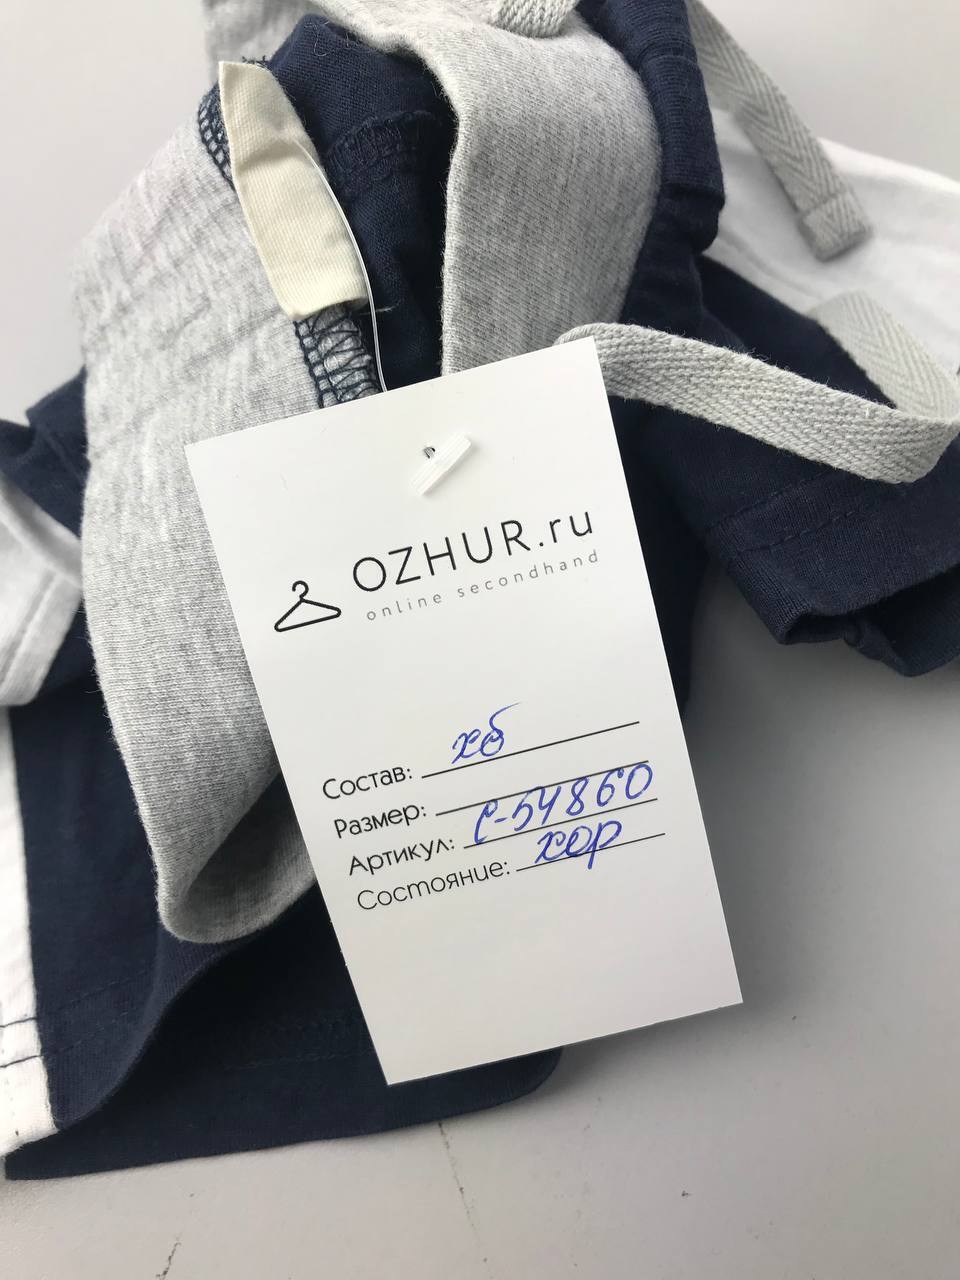 OZHUR.ru
online secondhand
Состав: хб
Размер:
Артикул: с-54860
Состояние: хор